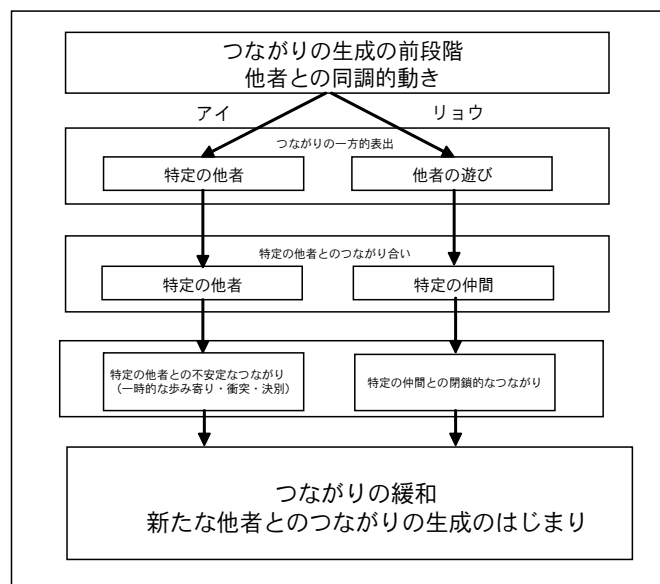 つながりの生成の前段階
他者との同調的動き
アイ
リョウ
つながりの一方的表出
特定の他者
他者の遊び
特定の他者とのつながり合い
特定の他者
特定の仲間
特定の他者との不安定なつながり
（一時的な歩み寄り・衝突・決別）
特定の仲間との閉鎖的なつながり
つながりの緩和
新たな他者とのつながりの生成のはじまり